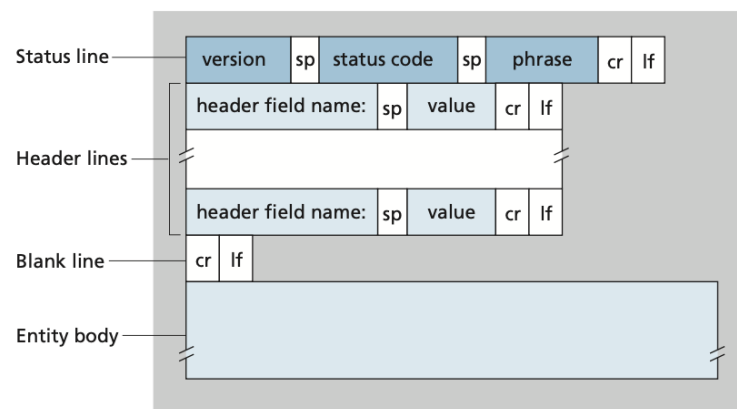 Status line version sp status code sp phrase cr lf
header field name: sp value cr lf
Header lines
header field name: sp value cr lf
Blank line cr lf
Entity body